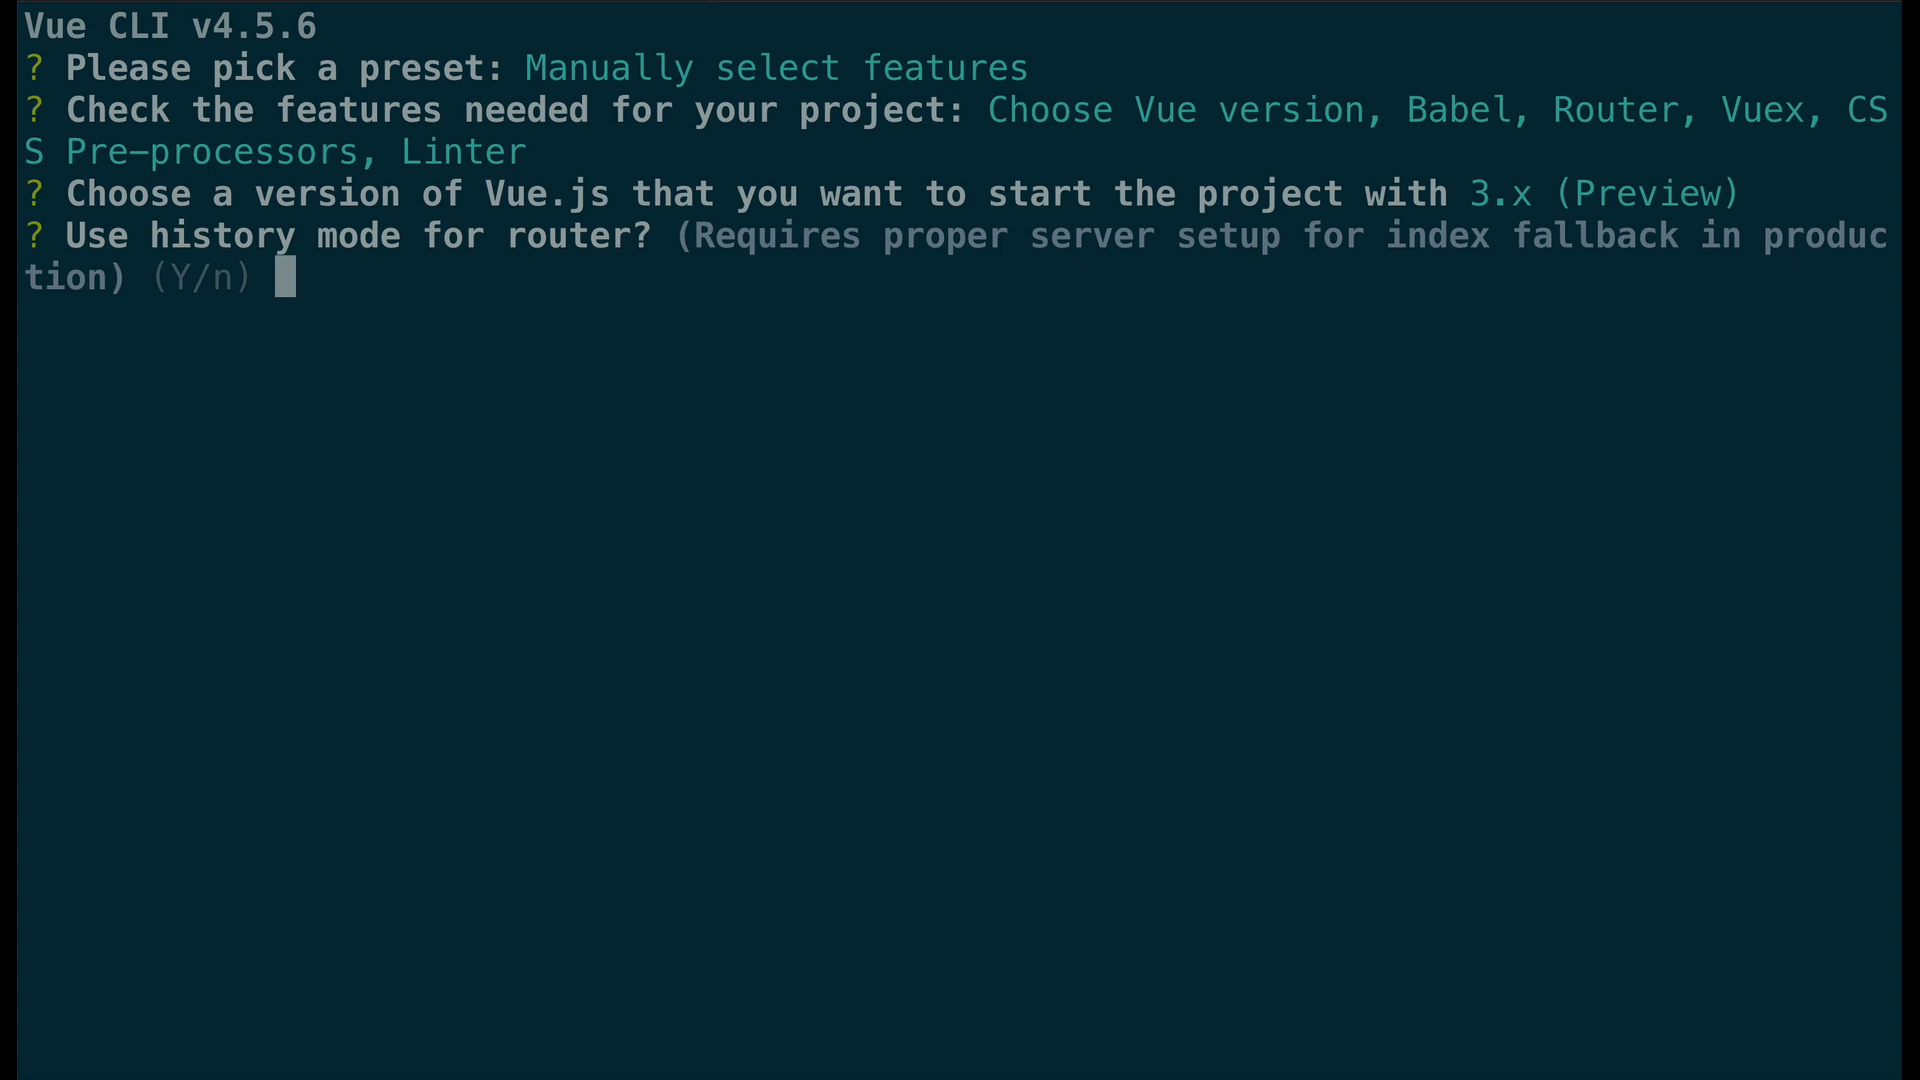 Vue CLI v4.5.6
? Please pick a preset: Manually select features
? Check the features needed for your project: Choose Vue version, Babel, Router, Vuex, CS
S Pre-processors, Linter
? Choose a version of Vue.js that you want to start the project with 3.x (Preview)
? Use history mode for router? (Requires proper server setup for index fallback in produc
tion) (Y/n)